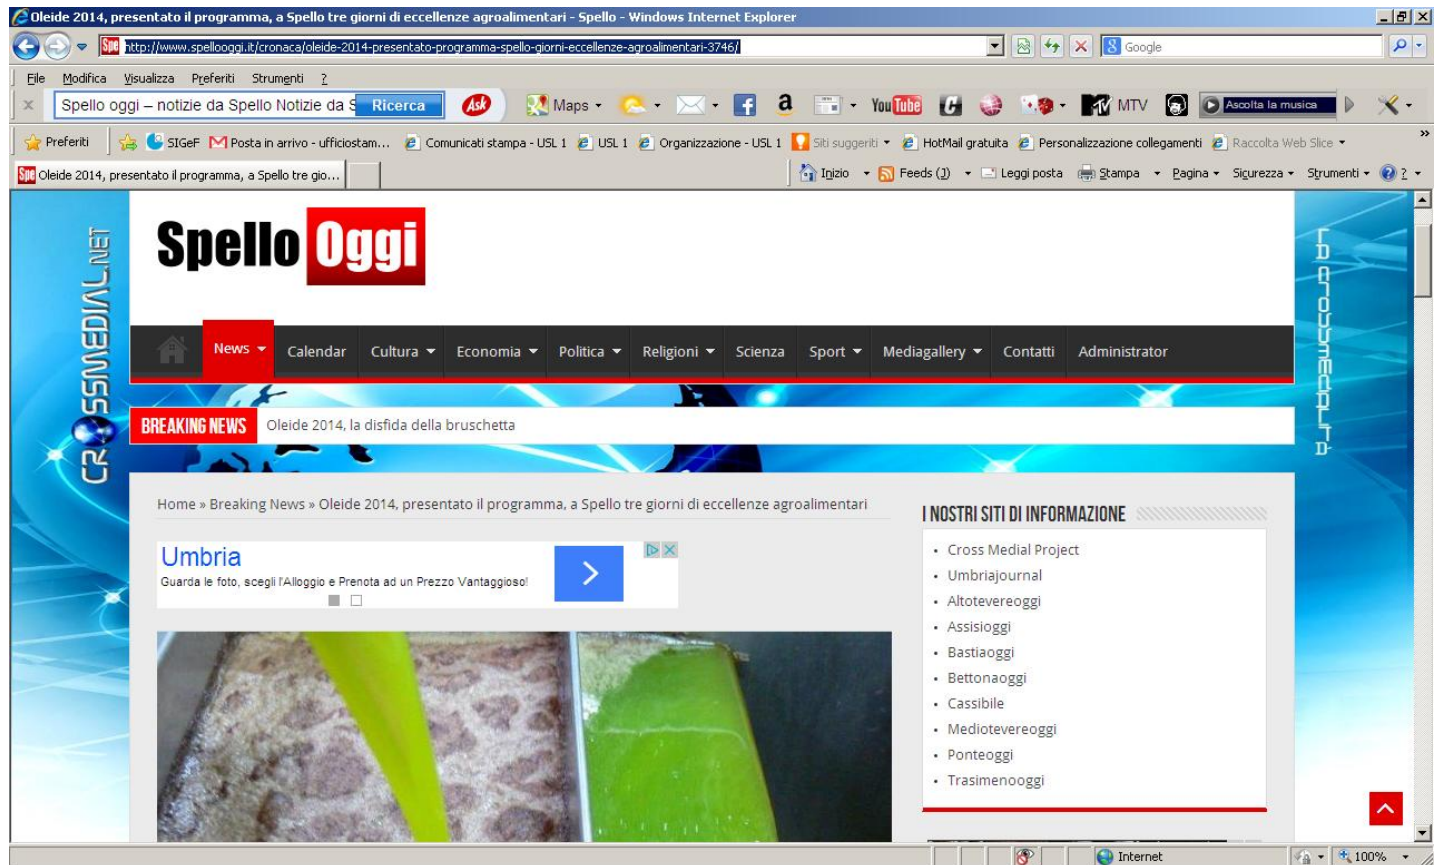 Oleide 2014, presentato il programma, a Spello tre giorni di eccellenze agroalimentari - Spello - Windows Internet Explorer
Spe http://www.spellooggi.it/cronaca/oleide-2014-presentato-programma-spello-giorni-eccellenze-agroalimentari-3746/ Google
File Modifica Visualizza Preferiti Strumenti ?
x Spello oggi – notizie da Spello Notizie da S Ricerca Ask Maps a YouTube MTV Ascolta la musica
Preferiti SIGeF Posta in arrivo - ufficiostam... Comunicati stampa - USL 1 USL 1 Organizzazione - USL 1 Siti suggeriti HotMail gratuita Personalizzazione collegamenti Raccolta Web Slice »
Spe Oleide 2014, presentato il programma, a Spello tre gio... Inizio Feeds (J) Leggi posta Stampa Pagina Sicurezza Strumenti ?
CROSSMEDIAL.NET
Spello Oggi
News Calendar Cultura Economia Politica Religioni Scienza Sport Mediagallery Contatti Administrator
BREAKING NEWS Oleide 2014, la disfida della bruschetta
Home » Breaking News » Oleide 2014, presentato il programma, a Spello tre giorni di eccellenze agroalimentari
Umbria
Guarda le foto, scegli l'Alloggio e Prenota ad un Prezzo Vantaggioso!
I NOSTRI SITI DI INFORMAZIONE
• Cross Medial Project
• Umbriajournal
• Altotevereoggi
• Assisioggi
• Bastiaoggi
• Bettonaoggi
• Cassibile
• Mediotevereoggi
• Ponteoggi
• Trasimenooggi
Internet 100%